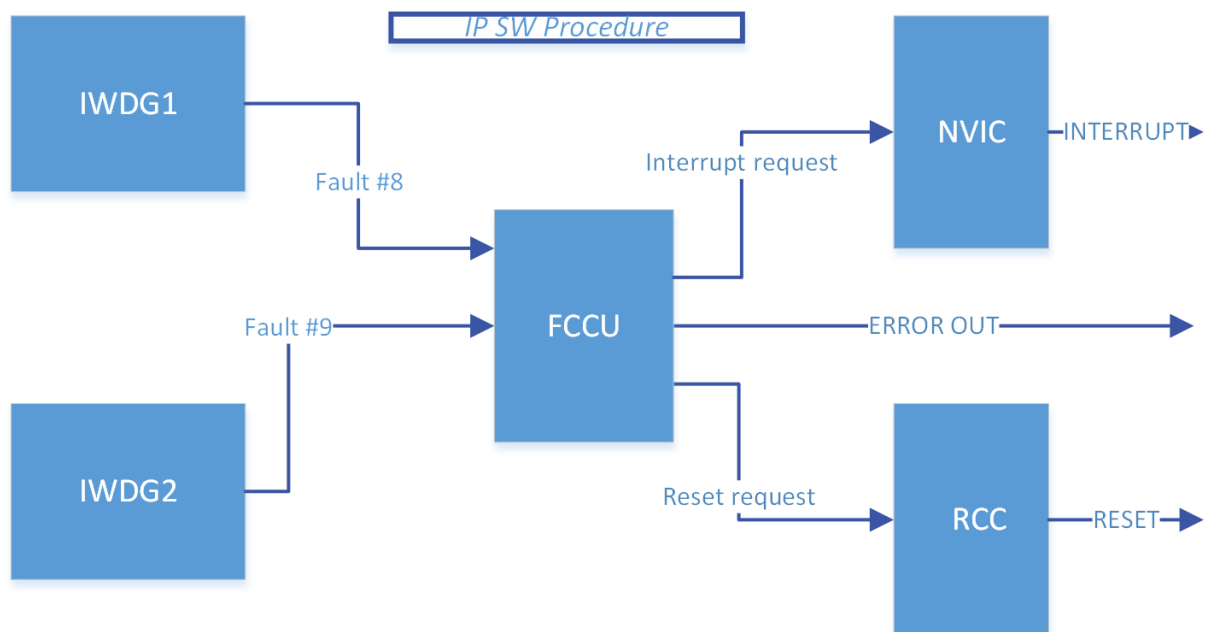 IP SW Procedure
IWDG1
NVIC
INTERRUPT
Interrupt request
Fault #8
FCCU
Fault #9
ERROR OUT
IWDG2
Reset request
RCC
RESET